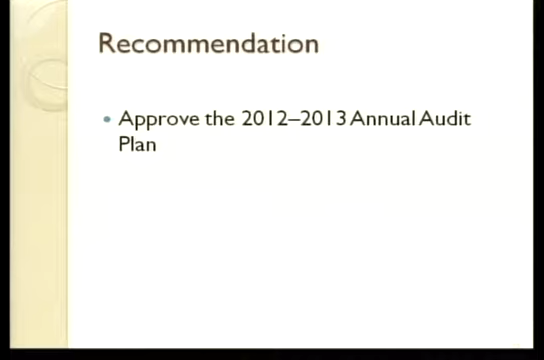 Recommendation
• Approve the 2012–2013 Annual Audit
Plan